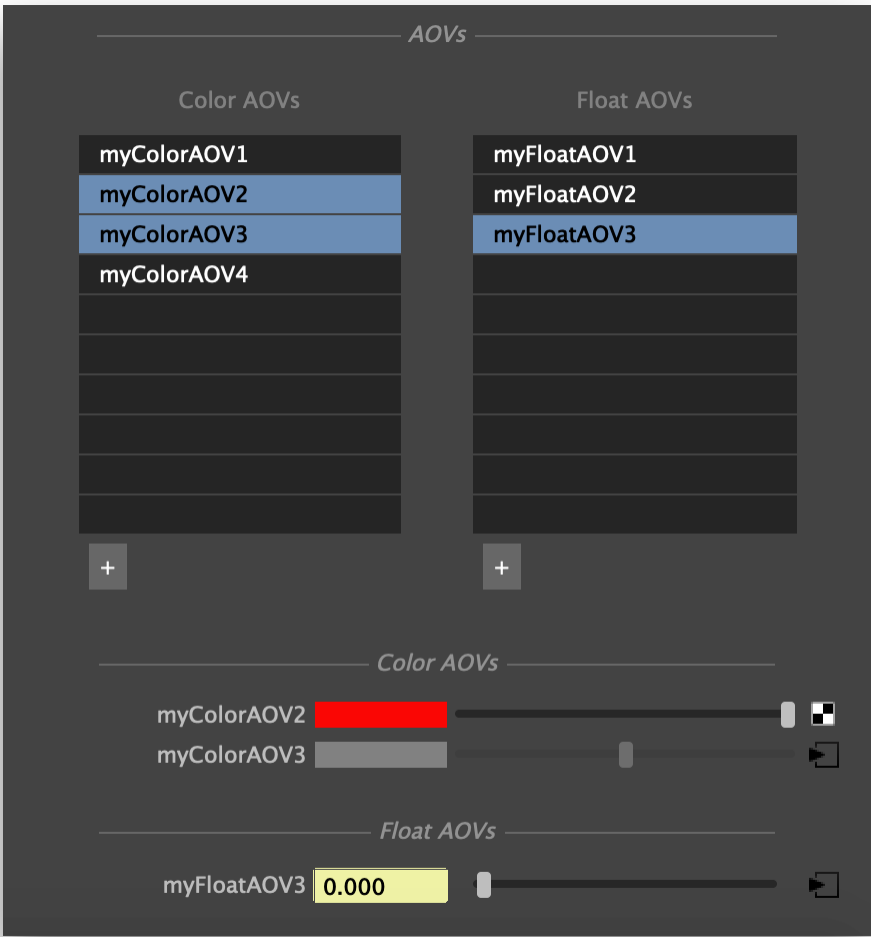 AOVs
Color AOVs
Float AOVs
myColorAOV1
myColorAOV2
myColorAOV3
myColorAOV4
myFloatAOV1
myFloatAOV2
myFloatAOV3
+
+
Color AOVs
myColorAOV2
myColorAOV3
Float AOVs
myFloatAOV3 0.000